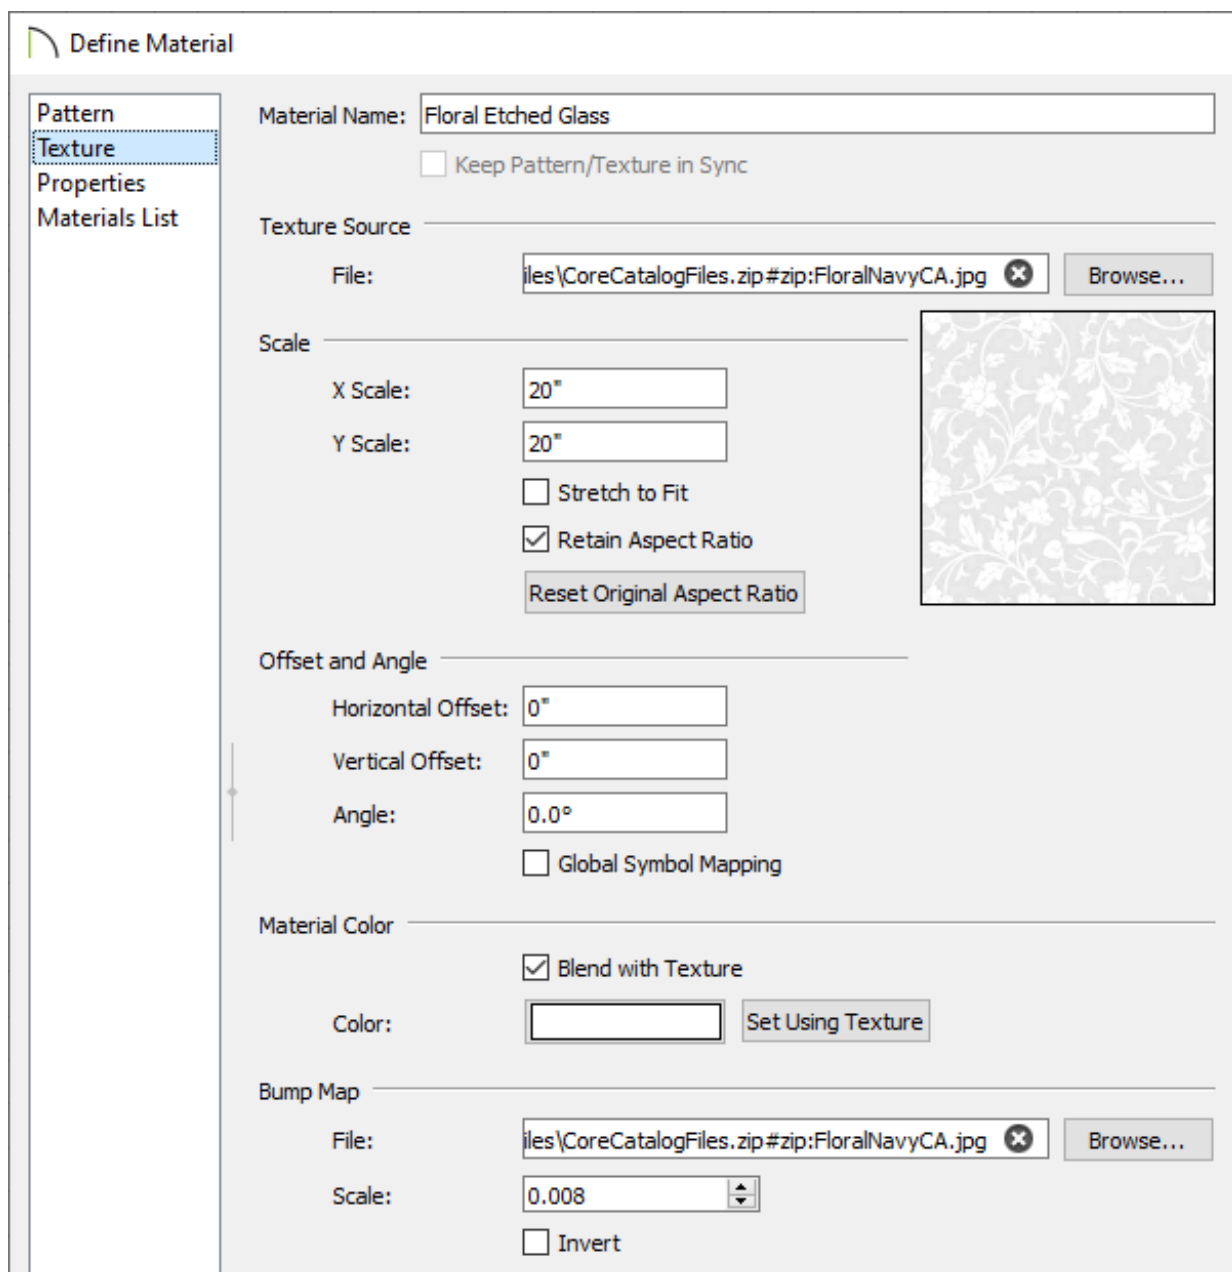 Define Material
Pattern
Texture
Properties
Materials List
Material Name: Floral Etched Glass
Keep Pattern/Texture in Sync
Texture Source
File: iles\CoreCatalogFiles.zip#zip:FloralNavyCA.jpg Browse...
Scale
X Scale: 20"
Y Scale: 20"
Stretch to Fit
Retain Aspect Ratio
Reset Original Aspect Ratio
Offset and Angle
Horizontal Offset: 0"
Vertical Offset: 0"
Angle: 0.0°
Global Symbol Mapping
Material Color
Blend with Texture
Color: Set Using Texture
Bump Map
File: iles\CoreCatalogFiles.zip#zip:FloralNavyCA.jpg Browse...
Scale: 0.008
Invert